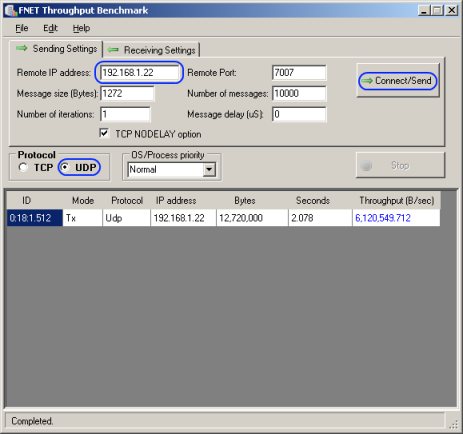 FNET Throughput Benchmark
File Edit Help
Sending Settings Receiving Settings
Remote IP address: 192.168.1.22 Remote Port: 7007
Connect/Send
Message size (Bytes): 1272 Number of messages: 10000
Number of iterations: 1 Message delay (uS): 0
TCP NODELAY option
Protocol OS/Process priority
TCP UDP Normal Stop
ID Mode Protocol IP address Bytes Seconds Throughput (B/sec)
0:18:1.512 Tx Udp 192.168.1.22 12,720,000 2.078 6,120,549.712
Completed.